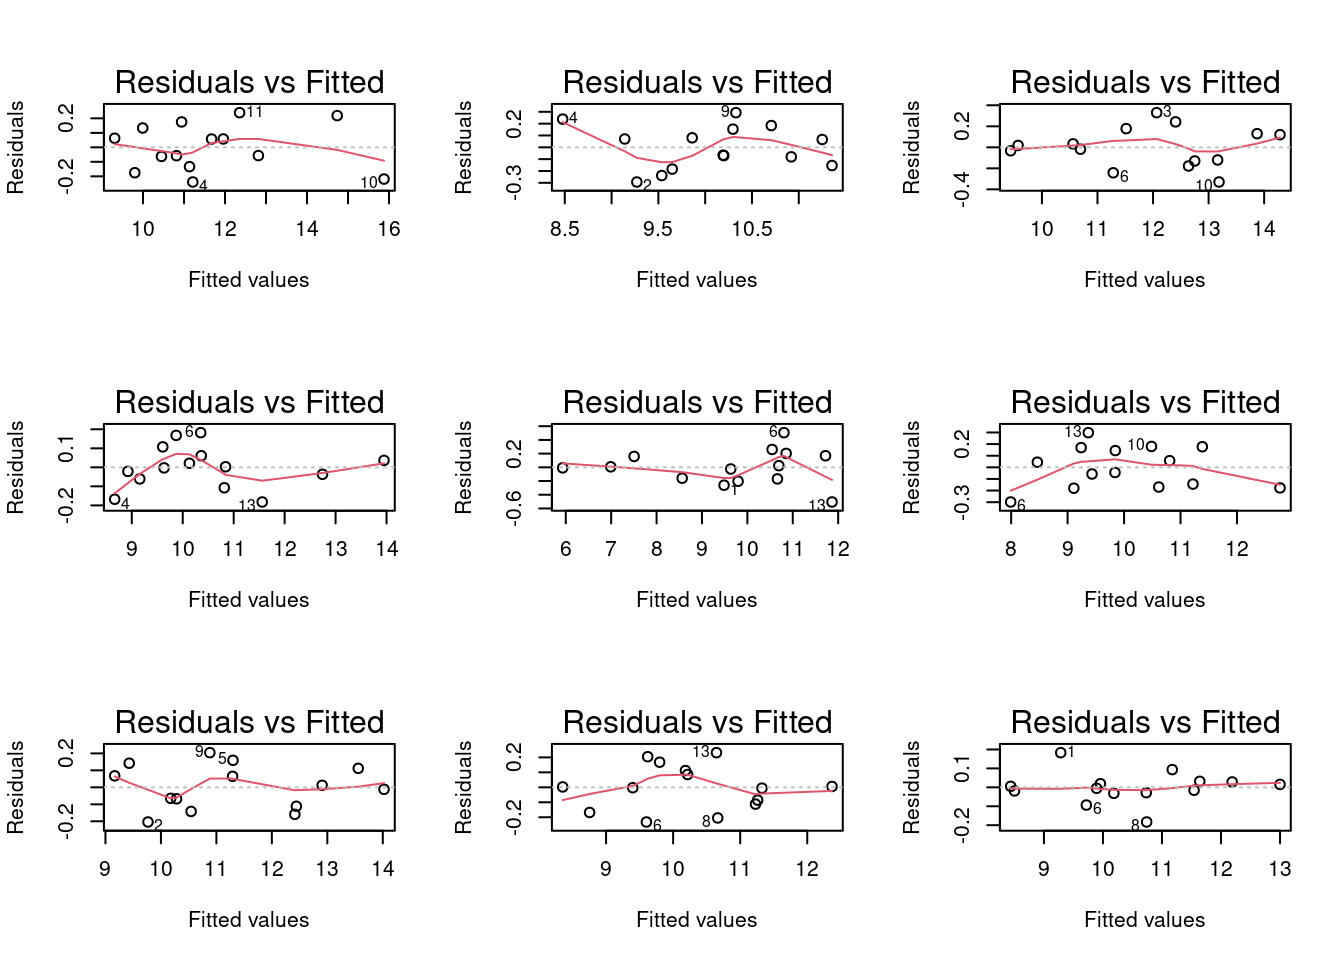 Residuals vs Fitted
Residuals
0.2
-0.2
11
4
10
10 12 14 16
Fitted values
Residuals vs Fitted
Residuals
0.2
-0.3
4
9
2
8.5 9.5 10.5
Fitted values
Residuals vs Fitted
Residuals
0.2
-0.4
3
6
10
10 11 12 13 14
Fitted values
Residuals vs Fitted
Residuals
0.1
-0.2
6
4
13
9 10 11 12 13 14
Fitted values
Residuals vs Fitted
Residuals
0.2
-0.6
6
1
13
6 7 8 9 10 11 12
Fitted values
Residuals vs Fitted
Residuals
0.2
-0.3
13
10
6
8 9 10 11 12
Fitted values
Residuals vs Fitted
Residuals
0.2
-0.2
9
5
2
9 10 11 12 13 14
Fitted values
Residuals vs Fitted
Residuals
0.2
-0.2
13
6
8
9 10 11 12
Fitted values
Residuals vs Fitted
Residuals
0.1
-0.2
1
6
8
9 10 11 12 13
Fitted values